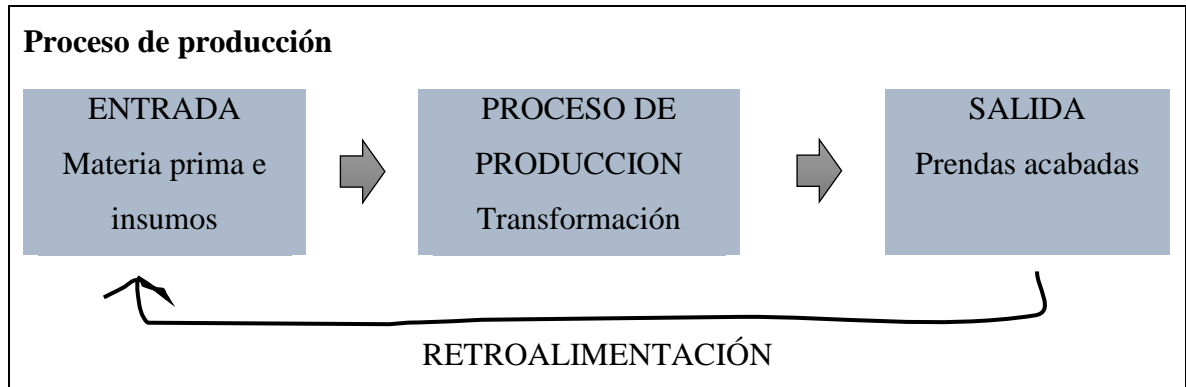 Proceso de producción
ENTRADA
Materia prima e
insumos
PROCESO DE
PRODUCCION
Transformación
SALIDA
Prendas acabadas
RETROALIMENTACIÓN